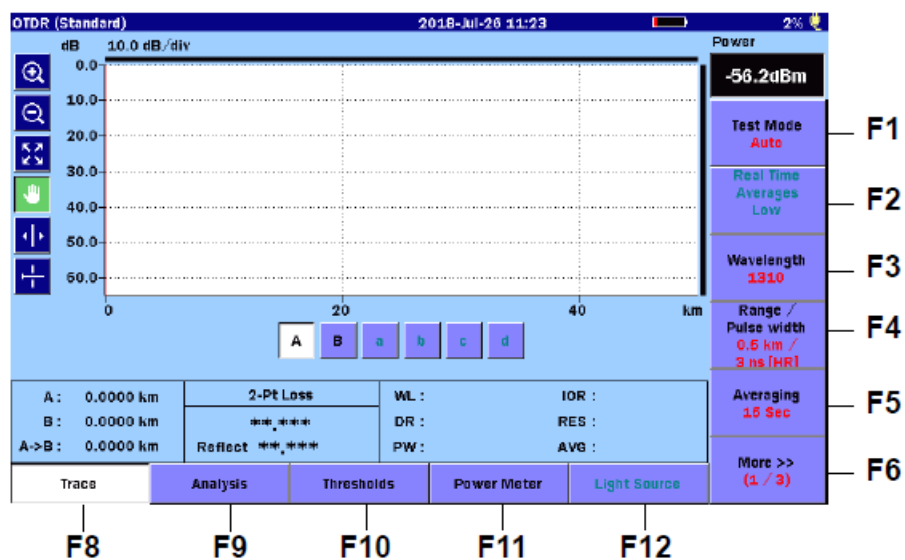 OTDR (Standard) 2018-Jul-26 11:23 2%
dB 10.0 dB/div Power
-56.2dBm
0.0
10.0
20.0
30.0
40.0
50.0
60.0
0 20 40 km
Test Mode
Auto
F1
Real Time
Averages
Low
F2
Wavelength
1310
F3
Range /
Pulse width
0.5 km /
3 ns [HR]
F4
Averaging
15 Sec
F5
More >>
(1 / 3)
F6
A B a b c d
A: 0.0000 km 2-Pt Loss WL: IOR:
B: 0.0000 km **.*** DR: RES:
A->B: 0.0000 km Reflect **.*** PW: AVG:
Trace Analysis Thresholds Power Meter Light Source
F8 F9 F10 F11 F12